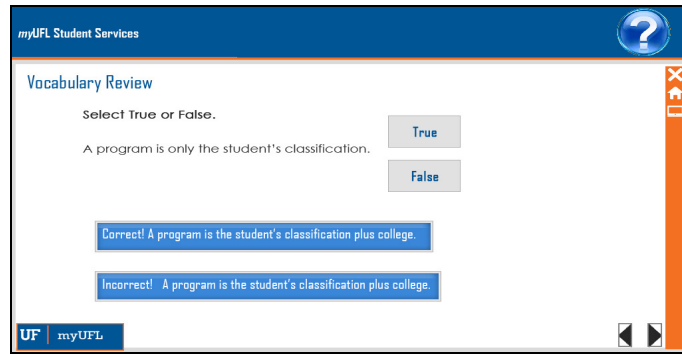 myUFL Student Services
?
Vocabulary Review
Select True or False.
A program is only the student's classification.
True
False
Correct! A program is the student's classification plus college.
Incorrect! A program is the student's classification plus college.
UF myUFL